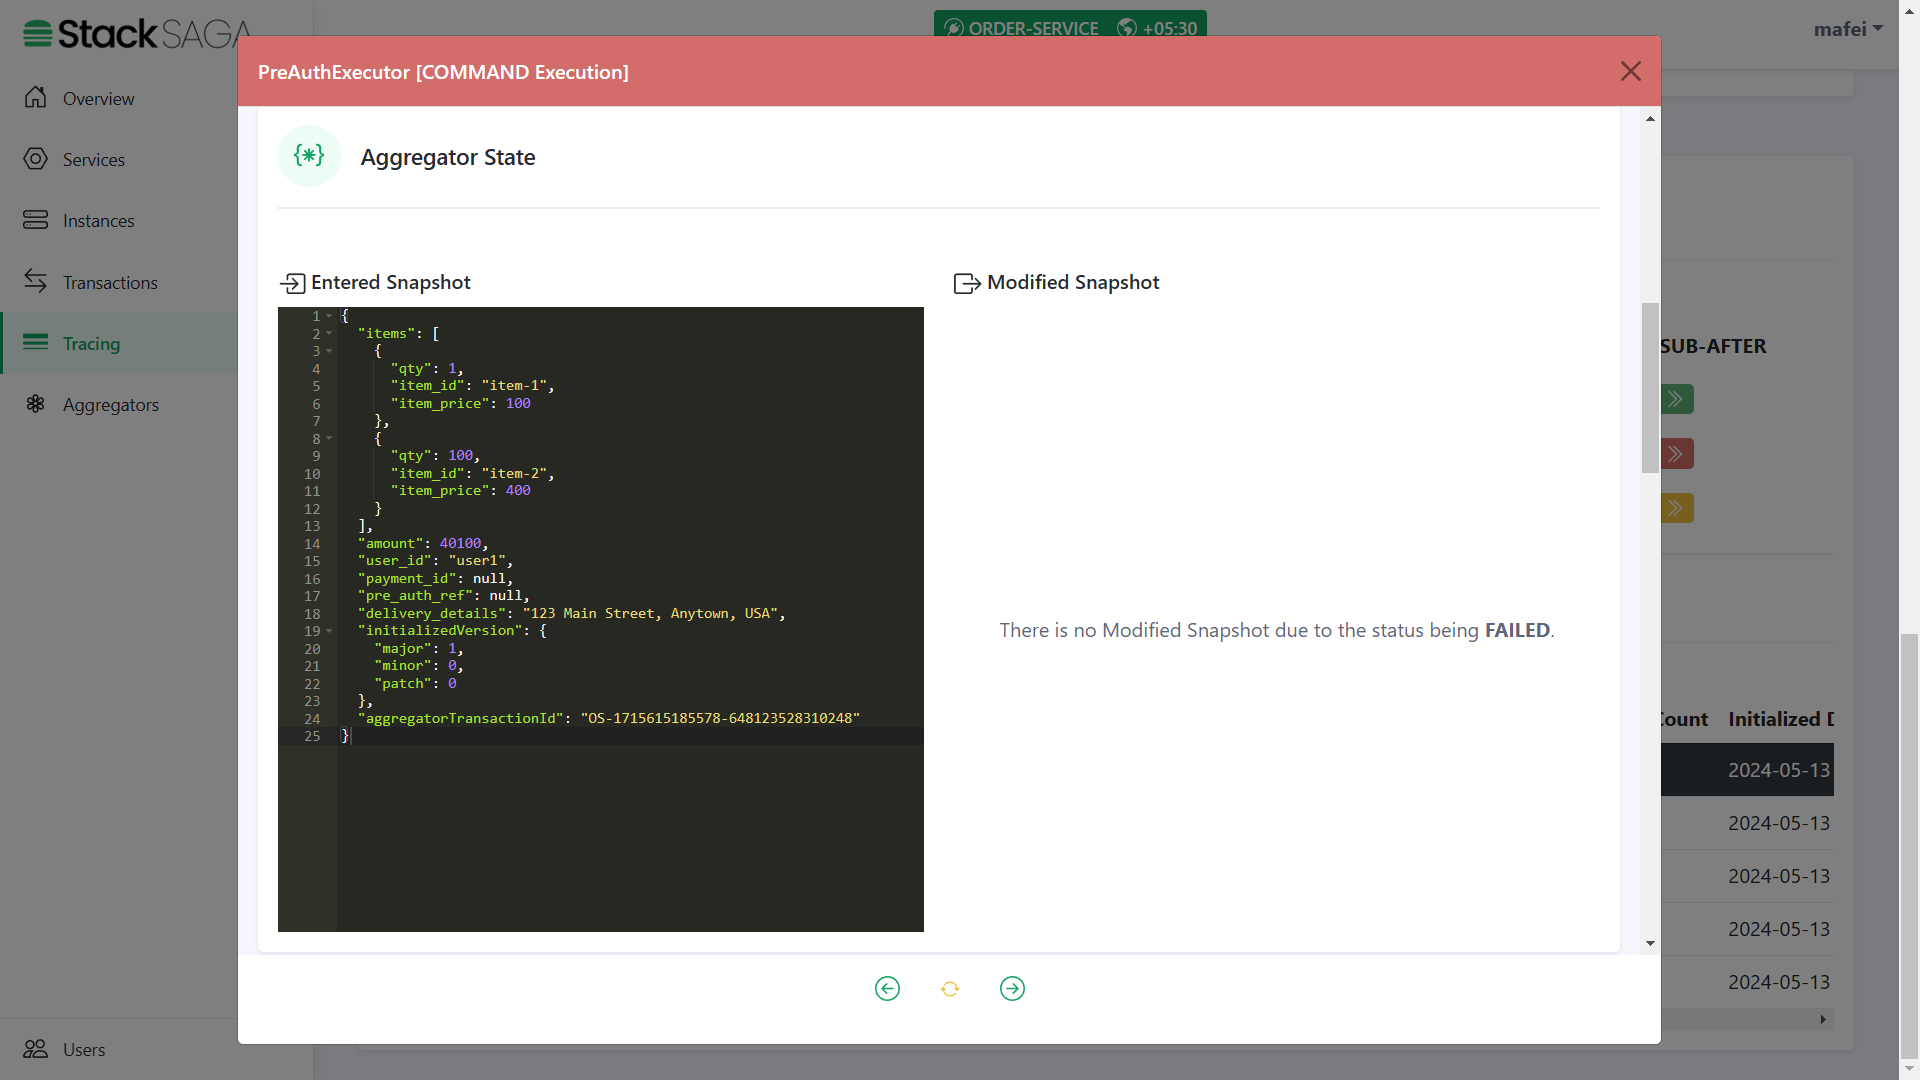 StackSAGA
ORDER-SERVICE +05:30
mafei
Overview
Services
Instances
Transactions
Tracing
Aggregators
Users
PreAuthExecutor [COMMAND Execution]
Aggregator State
Entered Snapshot
1 {
2 "items": [
3 {
4 "qty": 1,
5 "item_id": "item-1",
6 "item_price": 100
7 },
8 {
9 "qty": 100,
10 "item_id": "item-2",
11 "item_price": 400
12 }
13 ],
14 "amount": 40100,
15 "user_id": "user1",
16 "payment_id": null,
17 "pre_auth_ref": null,
18 "delivery_details": "123 Main Street, Anytown, USA",
19 "initializedVersion": {
20 "major": 1,
21 "minor": 0,
22 "patch": 0
23 },
24 "aggregatorTransactionId": "OS-1715615185578-648123528310248"
25 }
Modified Snapshot
There is no Modified Snapshot due to the status being FAILED.
SUB-AFTER
Count Initialized D
2024-05-13
2024-05-13
2024-05-13
2024-05-13
2024-05-13